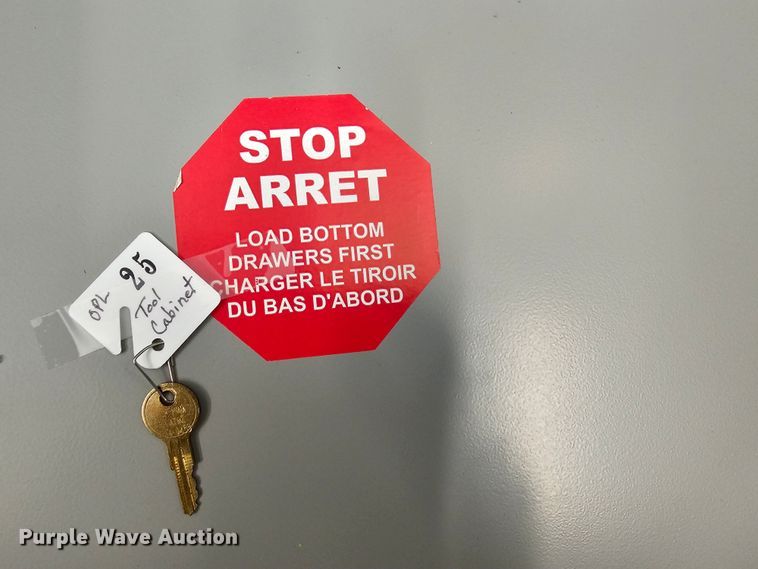 STOP
ARRET
LOAD BOTTOM
DRAWERS FIRST
CHARGER LE TIROIR
DU BAS D'ABORD
OPL
25
Tool
Cabinet
Purple Wave Auction